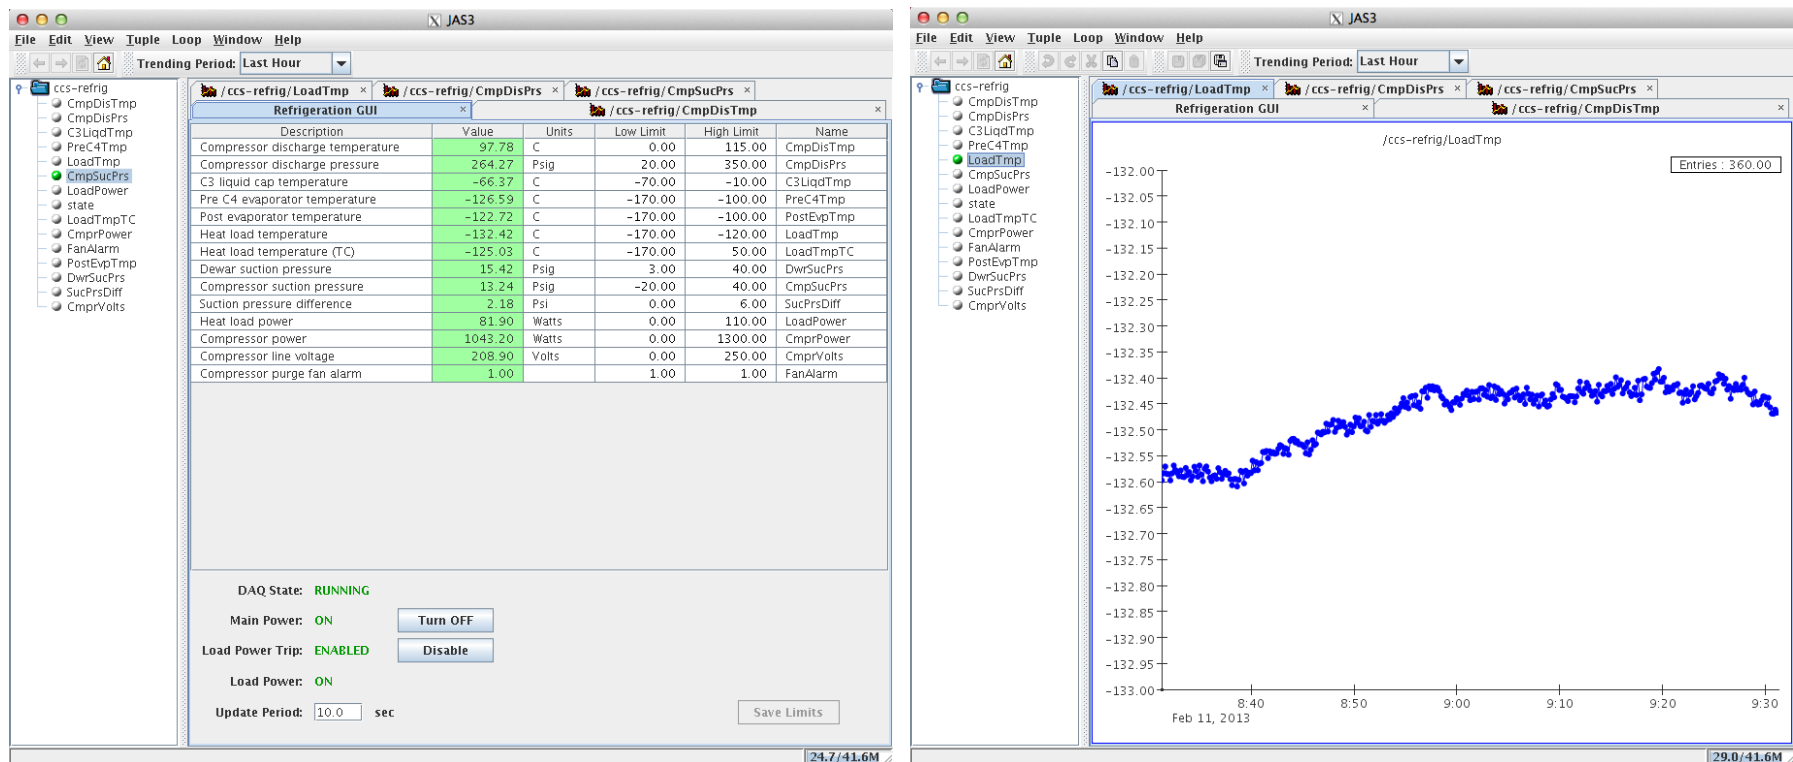 JAS3
File Edit View Tuple Loop Window Help
Trending Period: Last Hour
ccs-refrig
CmpDisTmp
CmpDisPrs
C3LiqdTmp
PreC4Tmp
LoadTmp
CmpSucPrs
LoadPower
state
LoadTmpTC
CmprPower
FanAlarm
PostEvpTmp
DwrSucPrs
SucPrsDiff
CmprVolts
/ccs-refrig/LoadTmp × /ccs-refrig/CmpDisPrs × /ccs-refrig/CmpSucPrs ×
Refrigeration GUI × /ccs-refrig/CmpDisTmp ×
Description Value Units Low Limit High Limit Name
Compressor discharge temperature 97.78 C 0.00 115.00 CmpDisTmp
Compressor discharge pressure 264.27 Psig 20.00 350.00 CmpDisPrs
C3 liquid cap temperature -66.37 C -70.00 -10.00 C3LiqdTmp
Pre C4 evaporator temperature -126.59 C -170.00 -100.00 PreC4Tmp
Post evaporator temperature -122.72 C -170.00 -100.00 PostEvpTmp
Heat load temperature -132.42 C -170.00 -120.00 LoadTmp
Heat load temperature (TC) -125.03 C -170.00 50.00 LoadTmpTC
Dewar suction pressure 15.42 Psig 3.00 40.00 DwrSucPrs
Compressor suction pressure 13.24 Psig -20.00 40.00 CmpSucPrs
Suction pressure difference 2.18 Psi 0.00 6.00 SucPrsDiff
Heat load power 81.90 Watts 0.00 110.00 LoadPower
Compressor power 1043.20 Watts 0.00 1300.00 CmprPower
Compressor line voltage 208.90 Volts 0.00 250.00 CmprVolts
Compressor purge fan alarm 1.00 1.00 1.00 FanAlarm
DAQ State: RUNNING
Main Power: ON Turn OFF
Load Power Trip: ENABLED Disable
Load Power: ON
Update Period: 10.0 sec Save Limits
24.7/41.6M
JAS3
File Edit View Tuple Loop Window Help
Trending Period: Last Hour
ccs-refrig
CmpDisTmp
CmpDisPrs
C3LiqdTmp
PreC4Tmp
LoadTmp
CmpSucPrs
LoadPower
state
LoadTmpTC
CmprPower
FanAlarm
PostEvpTmp
DwrSucPrs
SucPrsDiff
CmprVolts
/ccs-refrig/LoadTmp × /ccs-refrig/CmpDisPrs × /ccs-refrig/CmpSucPrs ×
Refrigeration GUI × /ccs-refrig/CmpDisTmp ×
/ccs-refrig/LoadTmp
Entries : 360.00
-132.00
-132.05
-132.10
-132.15
-132.20
-132.25
-132.30
-132.35
-132.40
-132.45
-132.50
-132.55
-132.60
-132.65
-132.70
-132.75
-132.80
-132.85
-132.90
-132.95
-133.00
8:40 8:50 9:00 9:10 9:20 9:30
Feb 11, 2013
29.0/41.6M